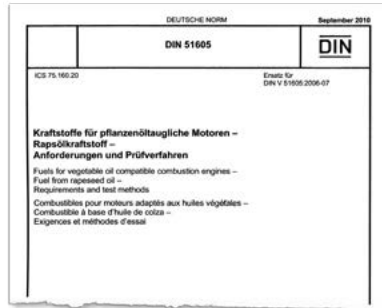 DEUTSCHE NORM
September 2010
DIN 51605
DIN
ICS 75.160.20
Ersatz für
DIN V 51605:2006-07
Kraftstoffe für pflanzenöltaugliche Motoren –
Rapsölkraftstoff –
Anforderungen und Prüfverfahren
Fuels for vegetable oil compatible combustion engines –
Fuel from rapeseed oil –
Requirements and test methods
Combustibles pour moteurs adaptés aux huiles végétales –
Combustible à base d'huile de colza –
Exigences et méthodes d'essai